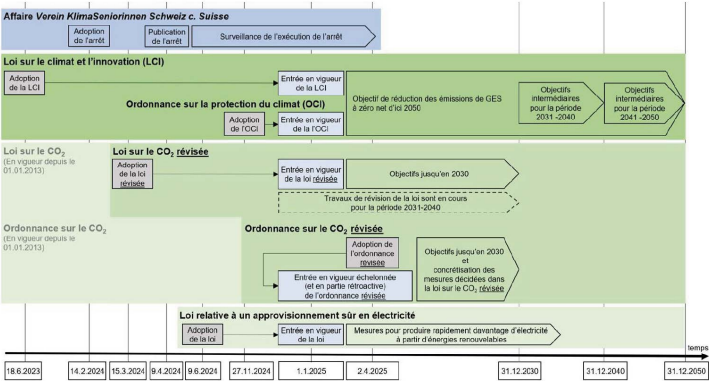 Affaire Verein KlimaSeniorinnen Schweiz c. Suisse
Adoption
de l'arrêt
Publication
de l'arrêt
Surveillance de l'exécution de l'arrêt
Loi sur le climat et l'innovation (LCI)
Adoption
de la LCI
Entrée en vigueur
de la LCI
Objectif de réduction des émissions de GES
à zéro net d'ici 2050
Objectifs
intermédiaires
pour la période
2031 -2040
Objectifs
intermédiaires
pour la période
2041 -2050
Ordonnance sur la protection du climat (OCI)
Adoption
de l'OCI
Entrée en vigueur
de l'OCI
Loi sur le CO2
(En vigueur depuis le
01.01.2013)
Loi sur le CO2 révisée
Adoption
de la loi
révisée
Entrée en vigueur
de la loi révisée
Objectifs jusqu'en 2030
Travaux de révision de la loi sont en cours
pour la période 2031-2040
Ordonnance sur le CO2
(En vigueur depuis le
01.01.2013)
Ordonnance sur le CO2 révisée
Adoption de
l'ordonnance
révisée
Entrée en vigueur échelonnée
(et en partie rétroactive)
de l'ordonnance révisée
Objectifs jusqu'en 2030
et
concrétisation des
mesures décidées dans
la loi sur le CO2 révisée
Loi relative à un approvisionnement sûr en électricité
Adoption
de la loi
Entrée en vigueur
de la loi
Mesures pour produire rapidement davantage d'électricité
à partir d'énergies renouvelables
temps
18.6.2023
14.2.2024
15.3.2024
9.4.2024
9.6.2024
27.11.2024
1.1.2025
2.4.2025
31.12.2030
31.12.2040
31.12.2050